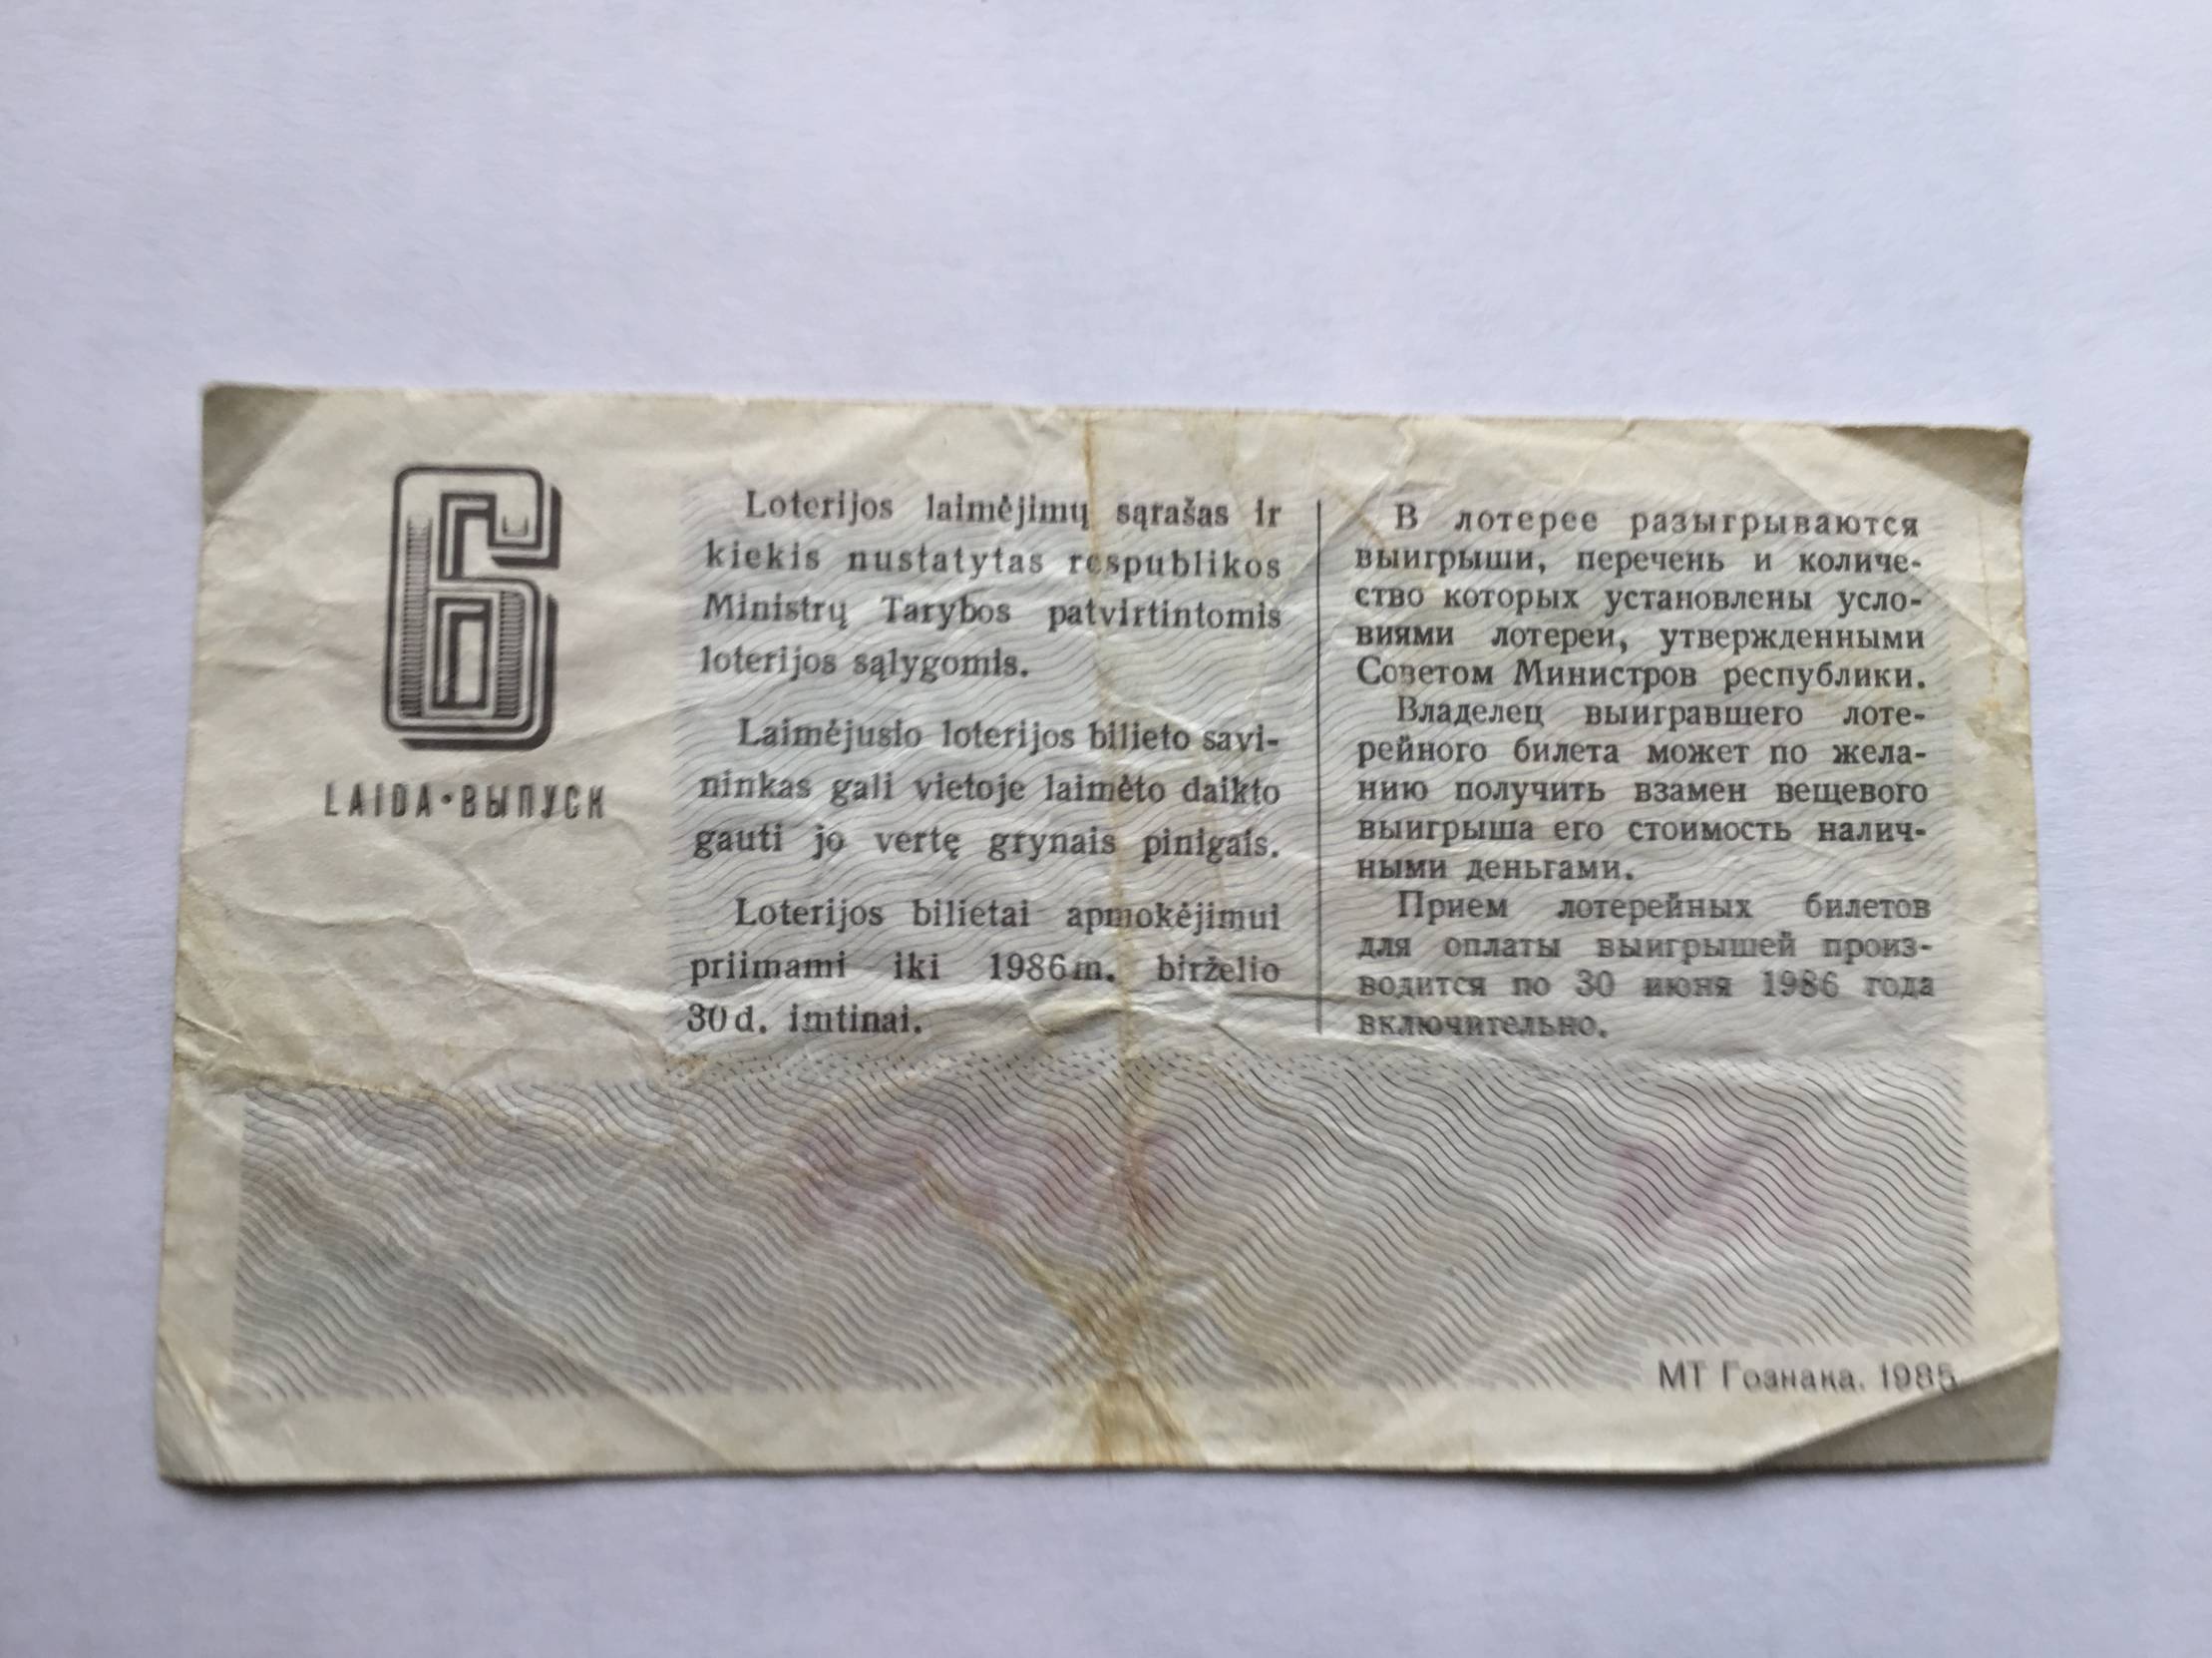 6
LAIDA•ВЫПУСК
Loterijos laimėjimų sąrašas ir
kiekis nustatytas respublikos
Ministrų Tarybos patvirtintomis
loterijos sąlygomis.
Laimėjusio loterijos bilieto savi-
ninkas gali vietoje laimėto daikto
gauti jo vertę grynais pinigais.
Loterijos bilietai apmokėjimui
priimami iki 1986 m. birželio
30 d. imtinai.
В лотерее разыгрываются
выигрыши, перечень и количе-
ство которых установлены усло-
виями лотереи, утвержденными
Советом Министров республики.
Владелец выигравшего лоте-
рейного билета может по жела-
нию получить взамен вещевого
выигрыша его стоимость налич-
ными деньгами.
Прием лотерейных билетов
для оплаты выигрышей произ-
водится по 30 июня 1986 года
включительно.
МТ Гознака. 1985